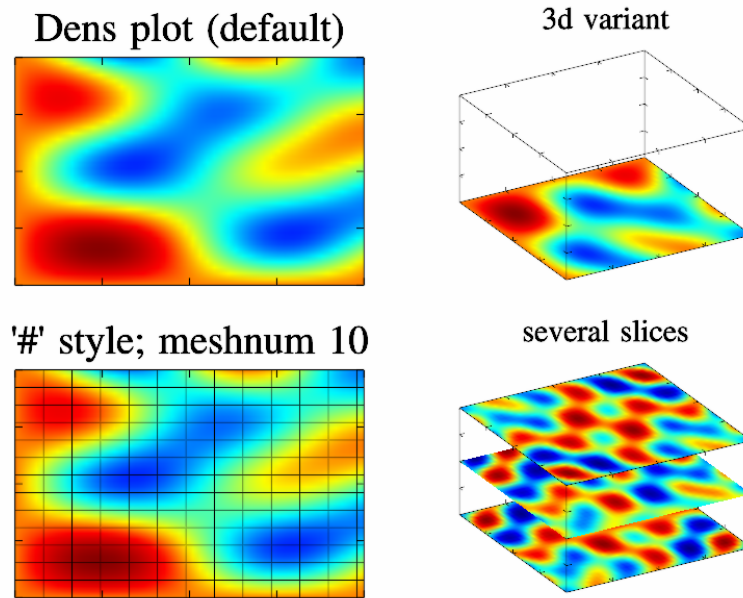 Dens plot (default)
3d variant
'#' style; meshnum 10
several slices